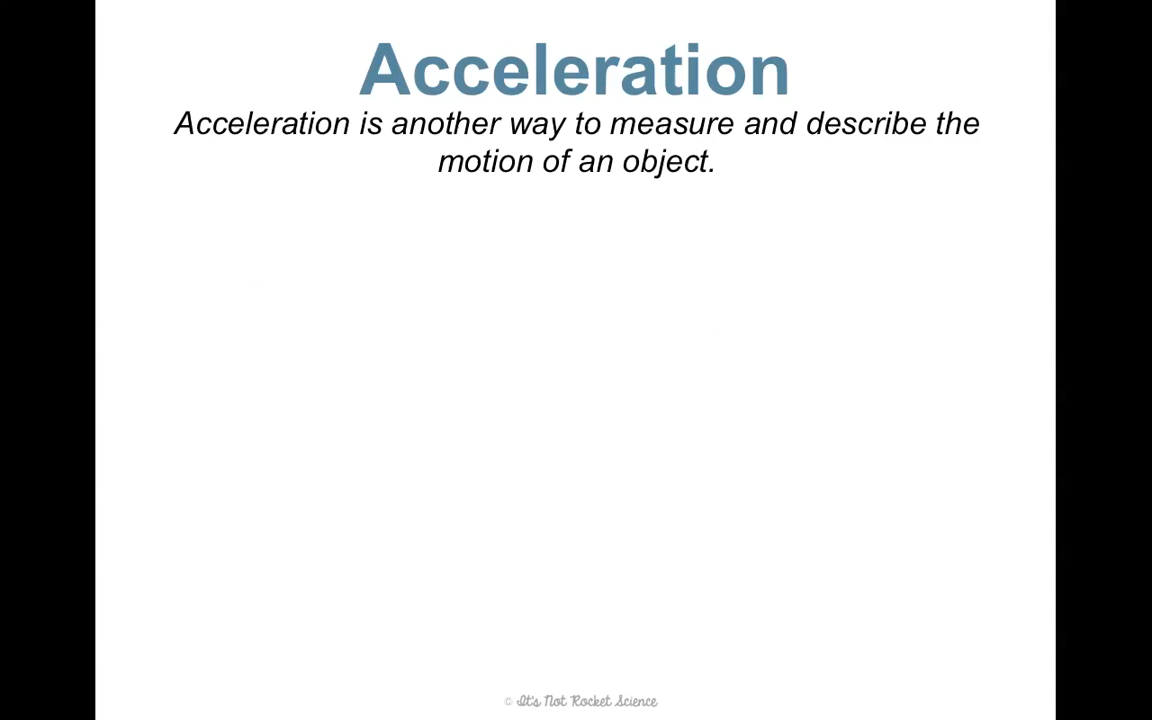 Acceleration
Acceleration is another way to measure and describe the
motion of an object.
© It's Not Rocket Science